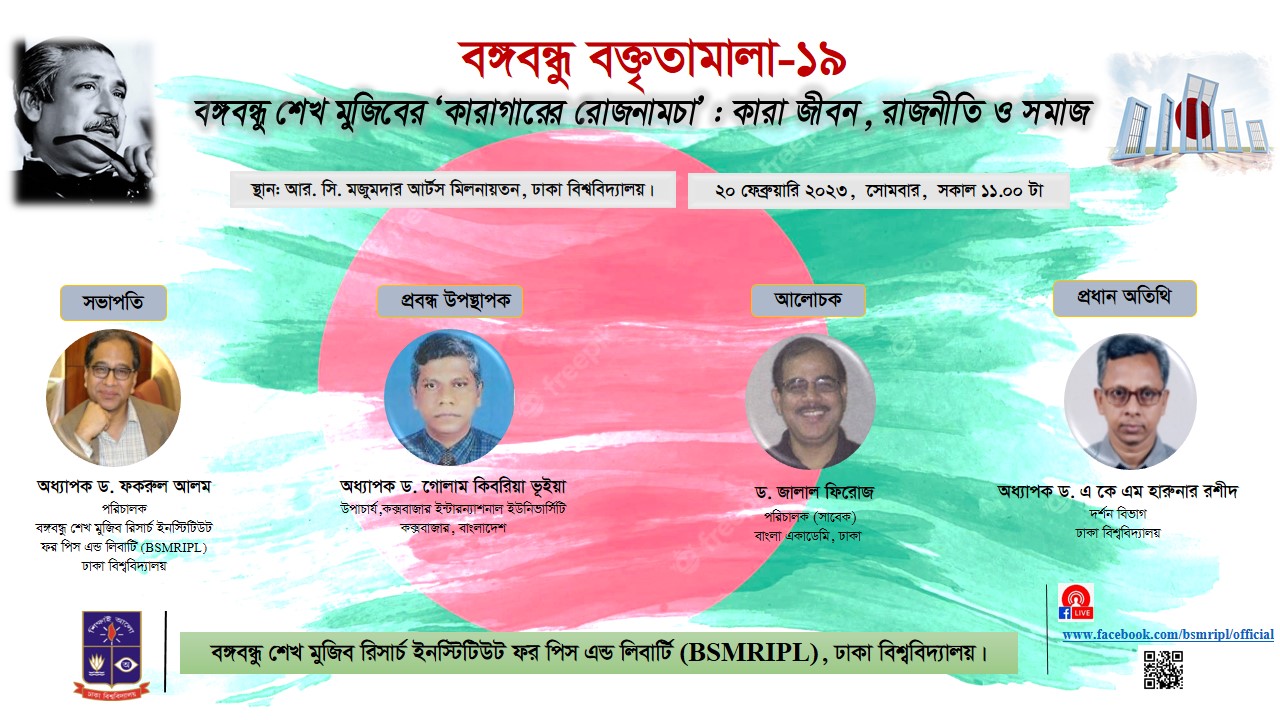 বঙ্গবন্ধু বক্তৃতামালা-১৯
বঙ্গবন্ধু শেখ মুজিবের ‘কারাগারের রোজনামচা’ : কারা জীবন, রাজনীতি ও সমাজ
স্থান: আর. সি. মজুমদার আর্টস মিলনায়তন, ঢাকা বিশ্ববিদ্যালয়।
২০ ফেব্রুয়ারি ২০২৩, সোমবার, সকাল ১১.০০ টা
সভাপতি
অধ্যাপক ড. ফকরুল আলম
পরিচালক
বঙ্গবন্ধু শেখ মুজিব রিসার্চ ইনস্টিটিউট
ফর পিস এন্ড লিবার্টি (BSMRIPL)
ঢাকা বিশ্ববিদ্যালয়
প্রবন্ধ উপস্থাপক
অধ্যাপক ড. গোলাম কিবরিয়া ভূইয়া
উপাচার্য,কক্সবাজার ইন্টারন্যাশনাল ইউনিভার্সিটি
কক্সবাজার, বাংলাদেশ
আলোচক
ড. জালাল ফিরোজ
পরিচালক (সাবেক)
বাংলা একাডেমি, ঢাকা
প্রধান অতিথি
অধ্যাপক ড. এ কে এম হারুনার রশীদ
দর্শন বিভাগ
ঢাকা বিশ্ববিদ্যালয়
শিক্ষাই আলো
ঢাকা বিশ্ববিদ্যালয়
বঙ্গবন্ধু শেখ মুজিব রিসার্চ ইনস্টিটিউট ফর পিস এন্ড লিবার্টি (BSMRIPL), ঢাকা বিশ্ববিদ্যালয়।
LIVE
www.facebook.com/bsmripl/official
freepik